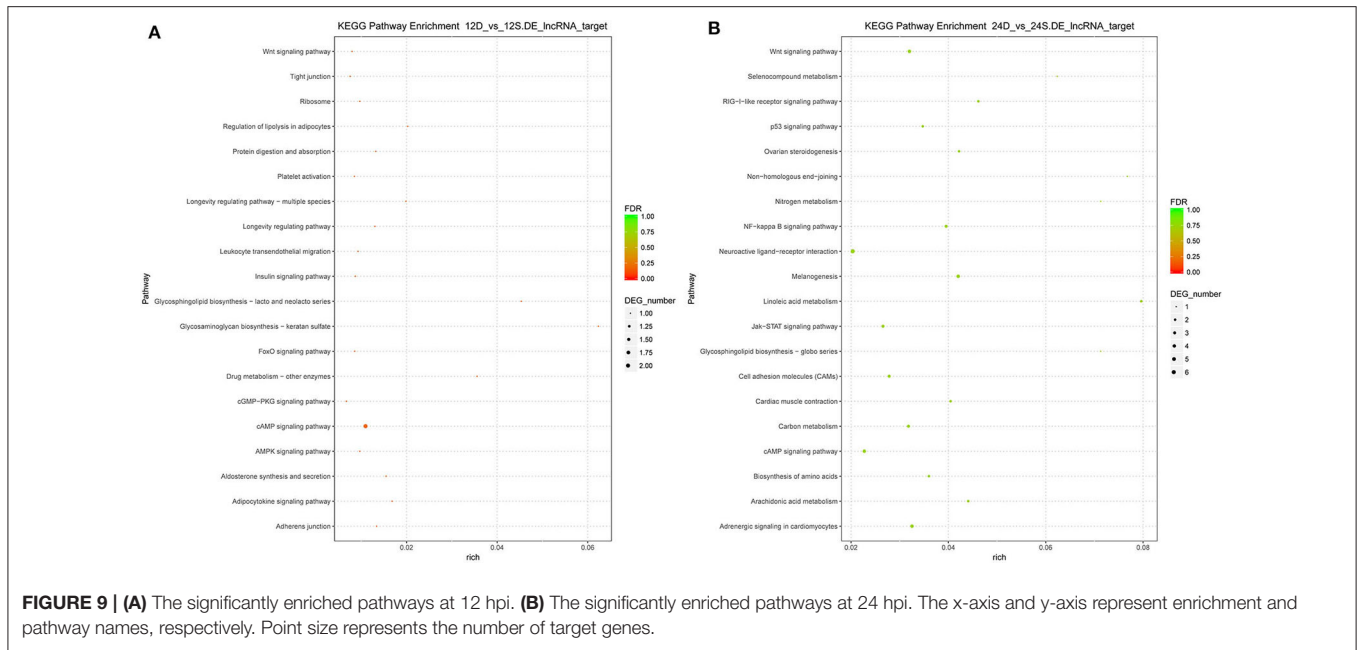 A
KEGG Pathway Enrichment 12D_vs_12S.DE_lncRNA_target
Wnt signaling pathway
Tight junction
Ribosome
Regulation of lipolysis in adipocytes
Protein digestion and absorption
Platelet activation
Longevity regulating pathway − multiple species
Longevity regulating pathway
Leukocyte transendothelial migration
Insulin signaling pathway
Glycosphingolipid biosynthesis − lacto and neolacto series
Glycosaminoglycan biosynthesis − keratan sulfate
FoxO signaling pathway
Drug metabolism − other enzymes
cGMP−PKG signaling pathway
cAMP signaling pathway
AMPK signaling pathway
Aldosterone synthesis and secretion
Adipocytokine signaling pathway
Adherens junction
Pathway
0.02 0.04 0.06
rich
FDR
1.00
0.75
0.50
0.25
0.00
DEG_number
1.00
1.25
1.50
1.75
2.00
B
KEGG Pathway Enrichment 24D_vs_24S.DE_lncRNA_target
Wnt signaling pathway
Selenocompound metabolism
RIG−I−like receptor signaling pathway
p53 signaling pathway
Ovarian steroidogenesis
Non−homologous end−joining
Nitrogen metabolism
NF−kappa B signaling pathway
Neuroactive ligand−receptor interaction
Melanogenesis
Linoleic acid metabolism
Jak−STAT signaling pathway
Glycosphingolipid biosynthesis − globo series
Cell adhesion molecules (CAMs)
Cardiac muscle contraction
Carbon metabolism
cAMP signaling pathway
Biosynthesis of amino acids
Arachidonic acid metabolism
Adrenergic signaling in cardiomyocytes
Pathway
0.02 0.04 0.06 0.08
rich
FDR
1.00
0.75
0.50
0.25
0.00
DEG_number
1
2
3
4
5
6
FIGURE 9 | (A) The significantly enriched pathways at 12 hpi. (B) The significantly enriched pathways at 24 hpi. The x-axis and y-axis represent enrichment and
pathway names, respectively. Point size represents the number of target genes.